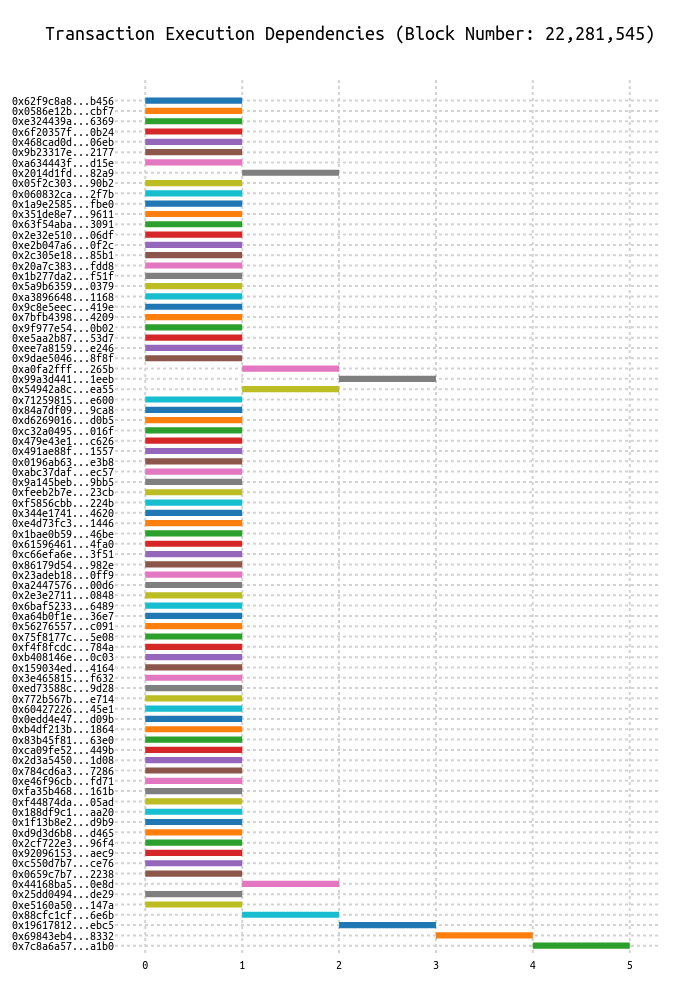 Transaction Execution Dependencies (Block Number: 22,281,545)
0x62f9c8a8...b456
0x0586e12b...cbf7
0xe324439a...6369
0x6f20357f...0b24
0x468cad0d...06eb
0x9b23317e...2177
0xa634443f...d15e
0x2014d1fd...82a9
0x05f2c303...90b2
0x060832ca...2f7b
0x1a9e2585...fbe0
0x351de8e7...9611
0x63f54aba...3091
0x2e32e510...06df
0xe2b047a6...0f2c
0x2c305e18...85b1
0x20a7c383...fdd8
0x1b277da2...f51f
0x5a9b6359...0379
0xa3896648...1168
0x9c8e5eec...419e
0x7bfb4398...4209
0x9f977e54...0b02
0xe5aa2b87...53d7
0xee7a8159...e246
0x9dae5046...8f8f
0xa0fa2fff...265b
0x99a3d441...1eeb
0x54942a8c...ea55
0x71259815...e600
0x84a7df09...9ca8
0xd6269016...d0b5
0xc32a0495...016f
0x479e43e1...c626
0x491ae88f...1557
0x0196ab63...e3b8
0xabc37daf...ec57
0x9a145beb...9bb5
0xfeeb2b7e...23cb
0xf5856cbb...224b
0x344e1741...4620
0xe4d73fc3...1446
0x1bae0b59...46be
0x61596461...4fa0
0xc66efa6e...3f51
0x86179d54...982e
0x23adeb18...0ff9
0xa2447576...00d6
0x2e3e2711...0848
0x6baf5233...6489
0xa64b0f1e...36e7
0x56276557...c091
0x75f8177c...5e08
0xf4f8fcdc...784a
0xb408146e...0c03
0x159034ed...4164
0x3e465815...f632
0xed73588c...9d28
0x772b567b...e714
0x60427226...45e1
0x0edd4e47...d09b
0xb4df213b...1864
0x83b45f81...63e0
0xca09fe52...449b
0x2d3a5450...1d08
0x784cd6a3...7286
0xe46f96cb...fd71
0xfa35b468...161b
0xf44874da...05ad
0x188df9c1...aa20
0x1f13b8e2...d9b9
0xd9d3d6b8...d465
0x2cf722e3...96f4
0x92096153...aec9
0xc550d7b7...ce76
0x0659c7b7...2238
0x44168ba5...0e8d
0x25dd0494...de29
0xe5160a50...147a
0x88cfc1cf...6e6b
0x19617812...ebc5
0x69843eb4...8332
0x7c8a6a57...a1b0
0 1 2 3 4 5